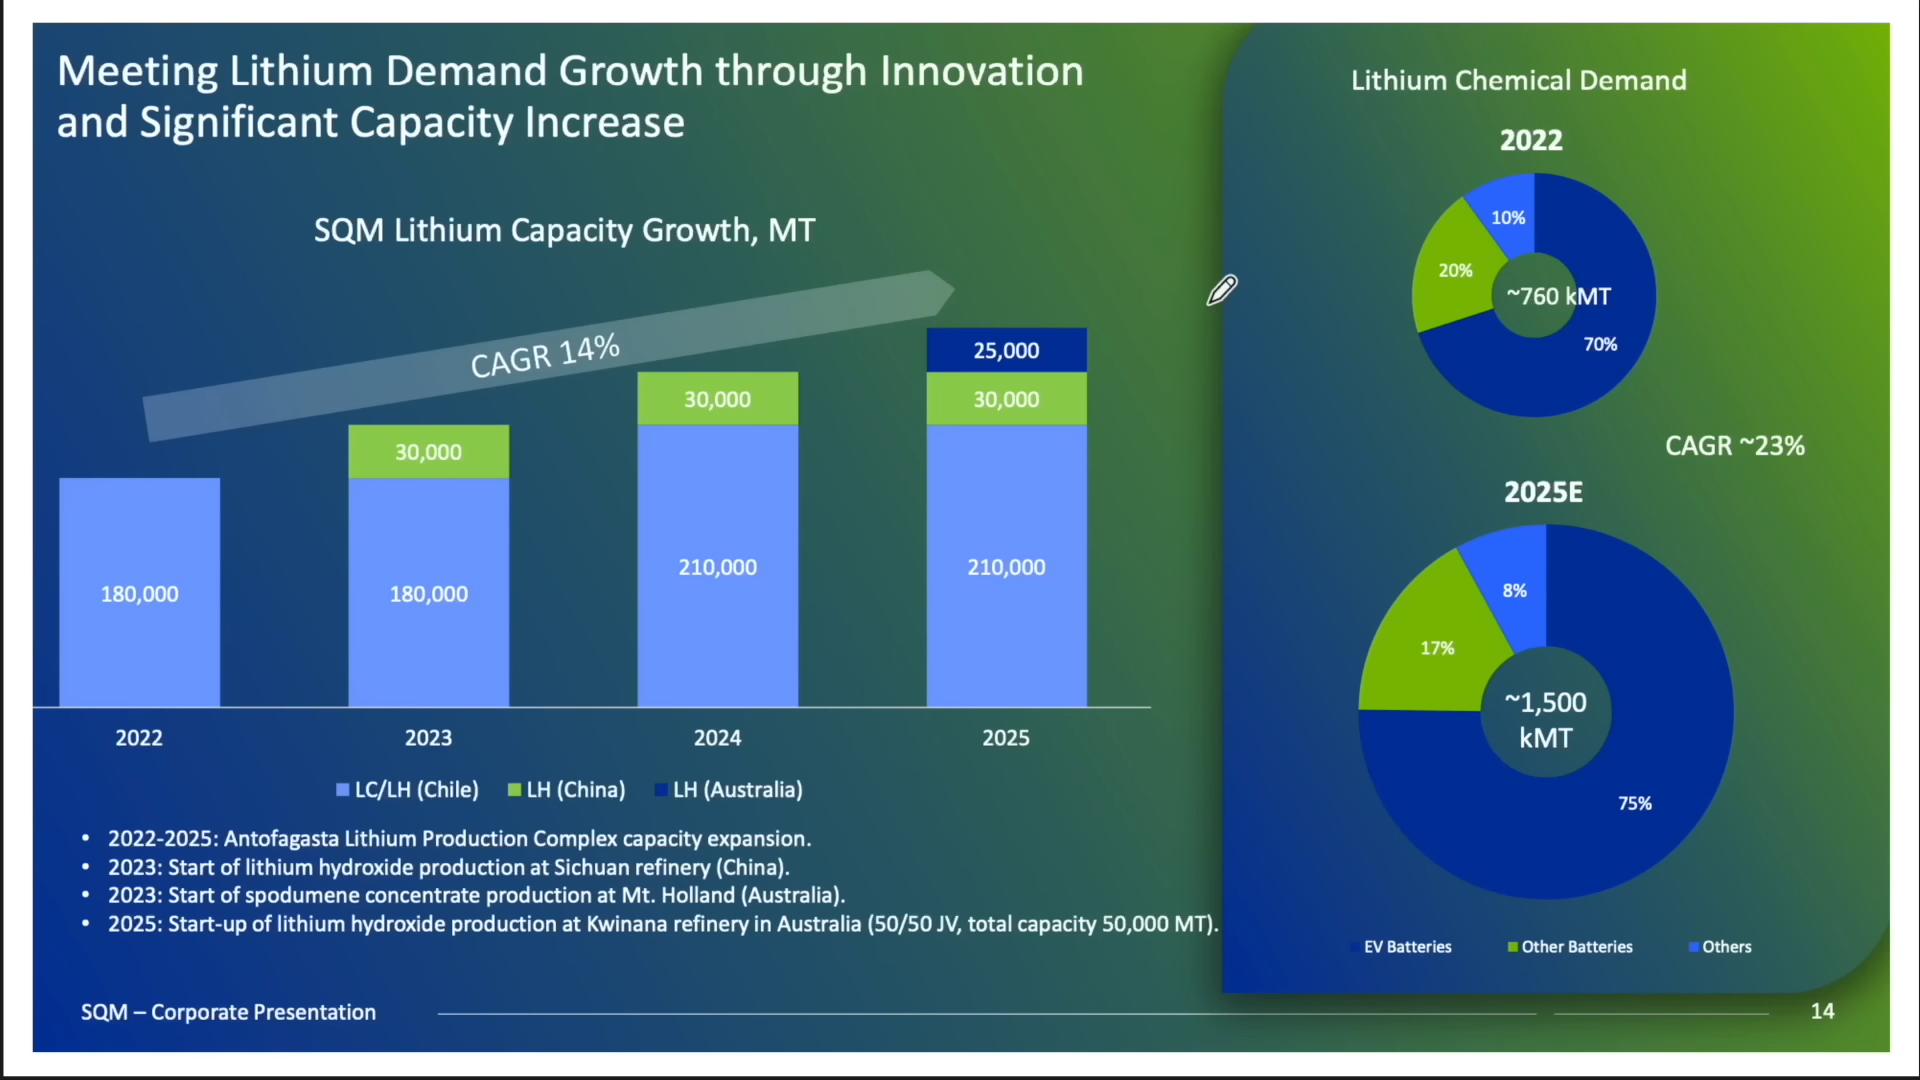 Meeting Lithium Demand Growth through Innovation
and Significant Capacity Increase
SQM Lithium Capacity Growth, MT
CAGR 14%
25,000
30,000
30,000
30,000
180,000
180,000
210,000
210,000
2022
2023
2024
2025
LC/LH (Chile)
LH (China)
LH (Australia)
• 2022-2025: Antofagasta Lithium Production Complex capacity expansion.
• 2023: Start of lithium hydroxide production at Sichuan refinery (China).
• 2023: Start of spodumene concentrate production at Mt. Holland (Australia).
• 2025: Start-up of lithium hydroxide production at Kwinana refinery in Australia (50/50 JV, total capacity 50,000 MT).
Lithium Chemical Demand
2022
10%
20%
~760 kMT
70%
CAGR ~23%
2025E
8%
17%
~1,500
kMT
75%
EV Batteries
Other Batteries
Others
SQM – Corporate Presentation
14